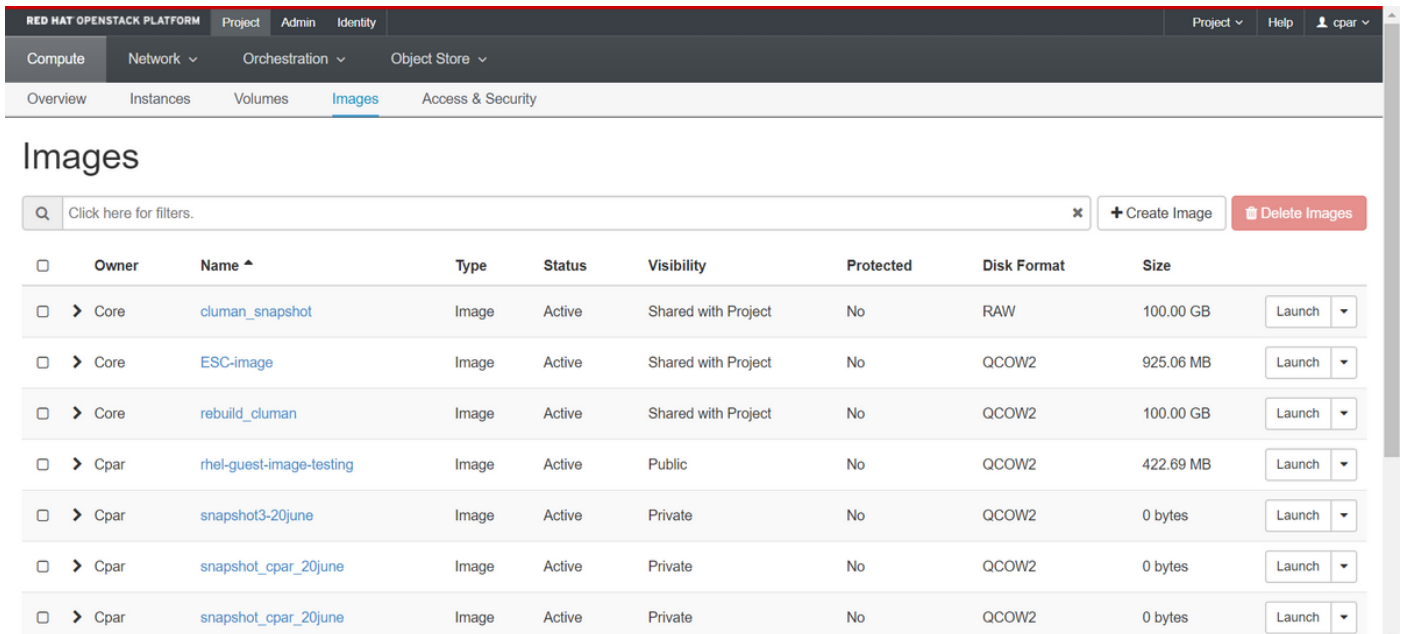 RED HAT OPENSTACK PLATFORM Project Admin Identity Project Help cpar
Compute Network Orchestration Object Store
Overview Instances Volumes Images Access & Security
Images
Click here for filters. Create Image Delete Images
Owner Name Type Status Visibility Protected Disk Format Size
Core cluman_snapshot Image Active Shared with Project No RAW 100.00 GB Launch
Core ESC-image Image Active Shared with Project No QCOW2 925.06 MB Launch
Core rebuild_cluman Image Active Shared with Project No QCOW2 100.00 GB Launch
Cpar rhel-guest-image-testing Image Active Public No QCOW2 422.69 MB Launch
Cpar snapshot3-20june Image Active Private No QCOW2 0 bytes Launch
Cpar snapshot_cpar_20june Image Active Private No QCOW2 0 bytes Launch
Cpar snapshot_cpar_20june Image Active Private No QCOW2 0 bytes Launch